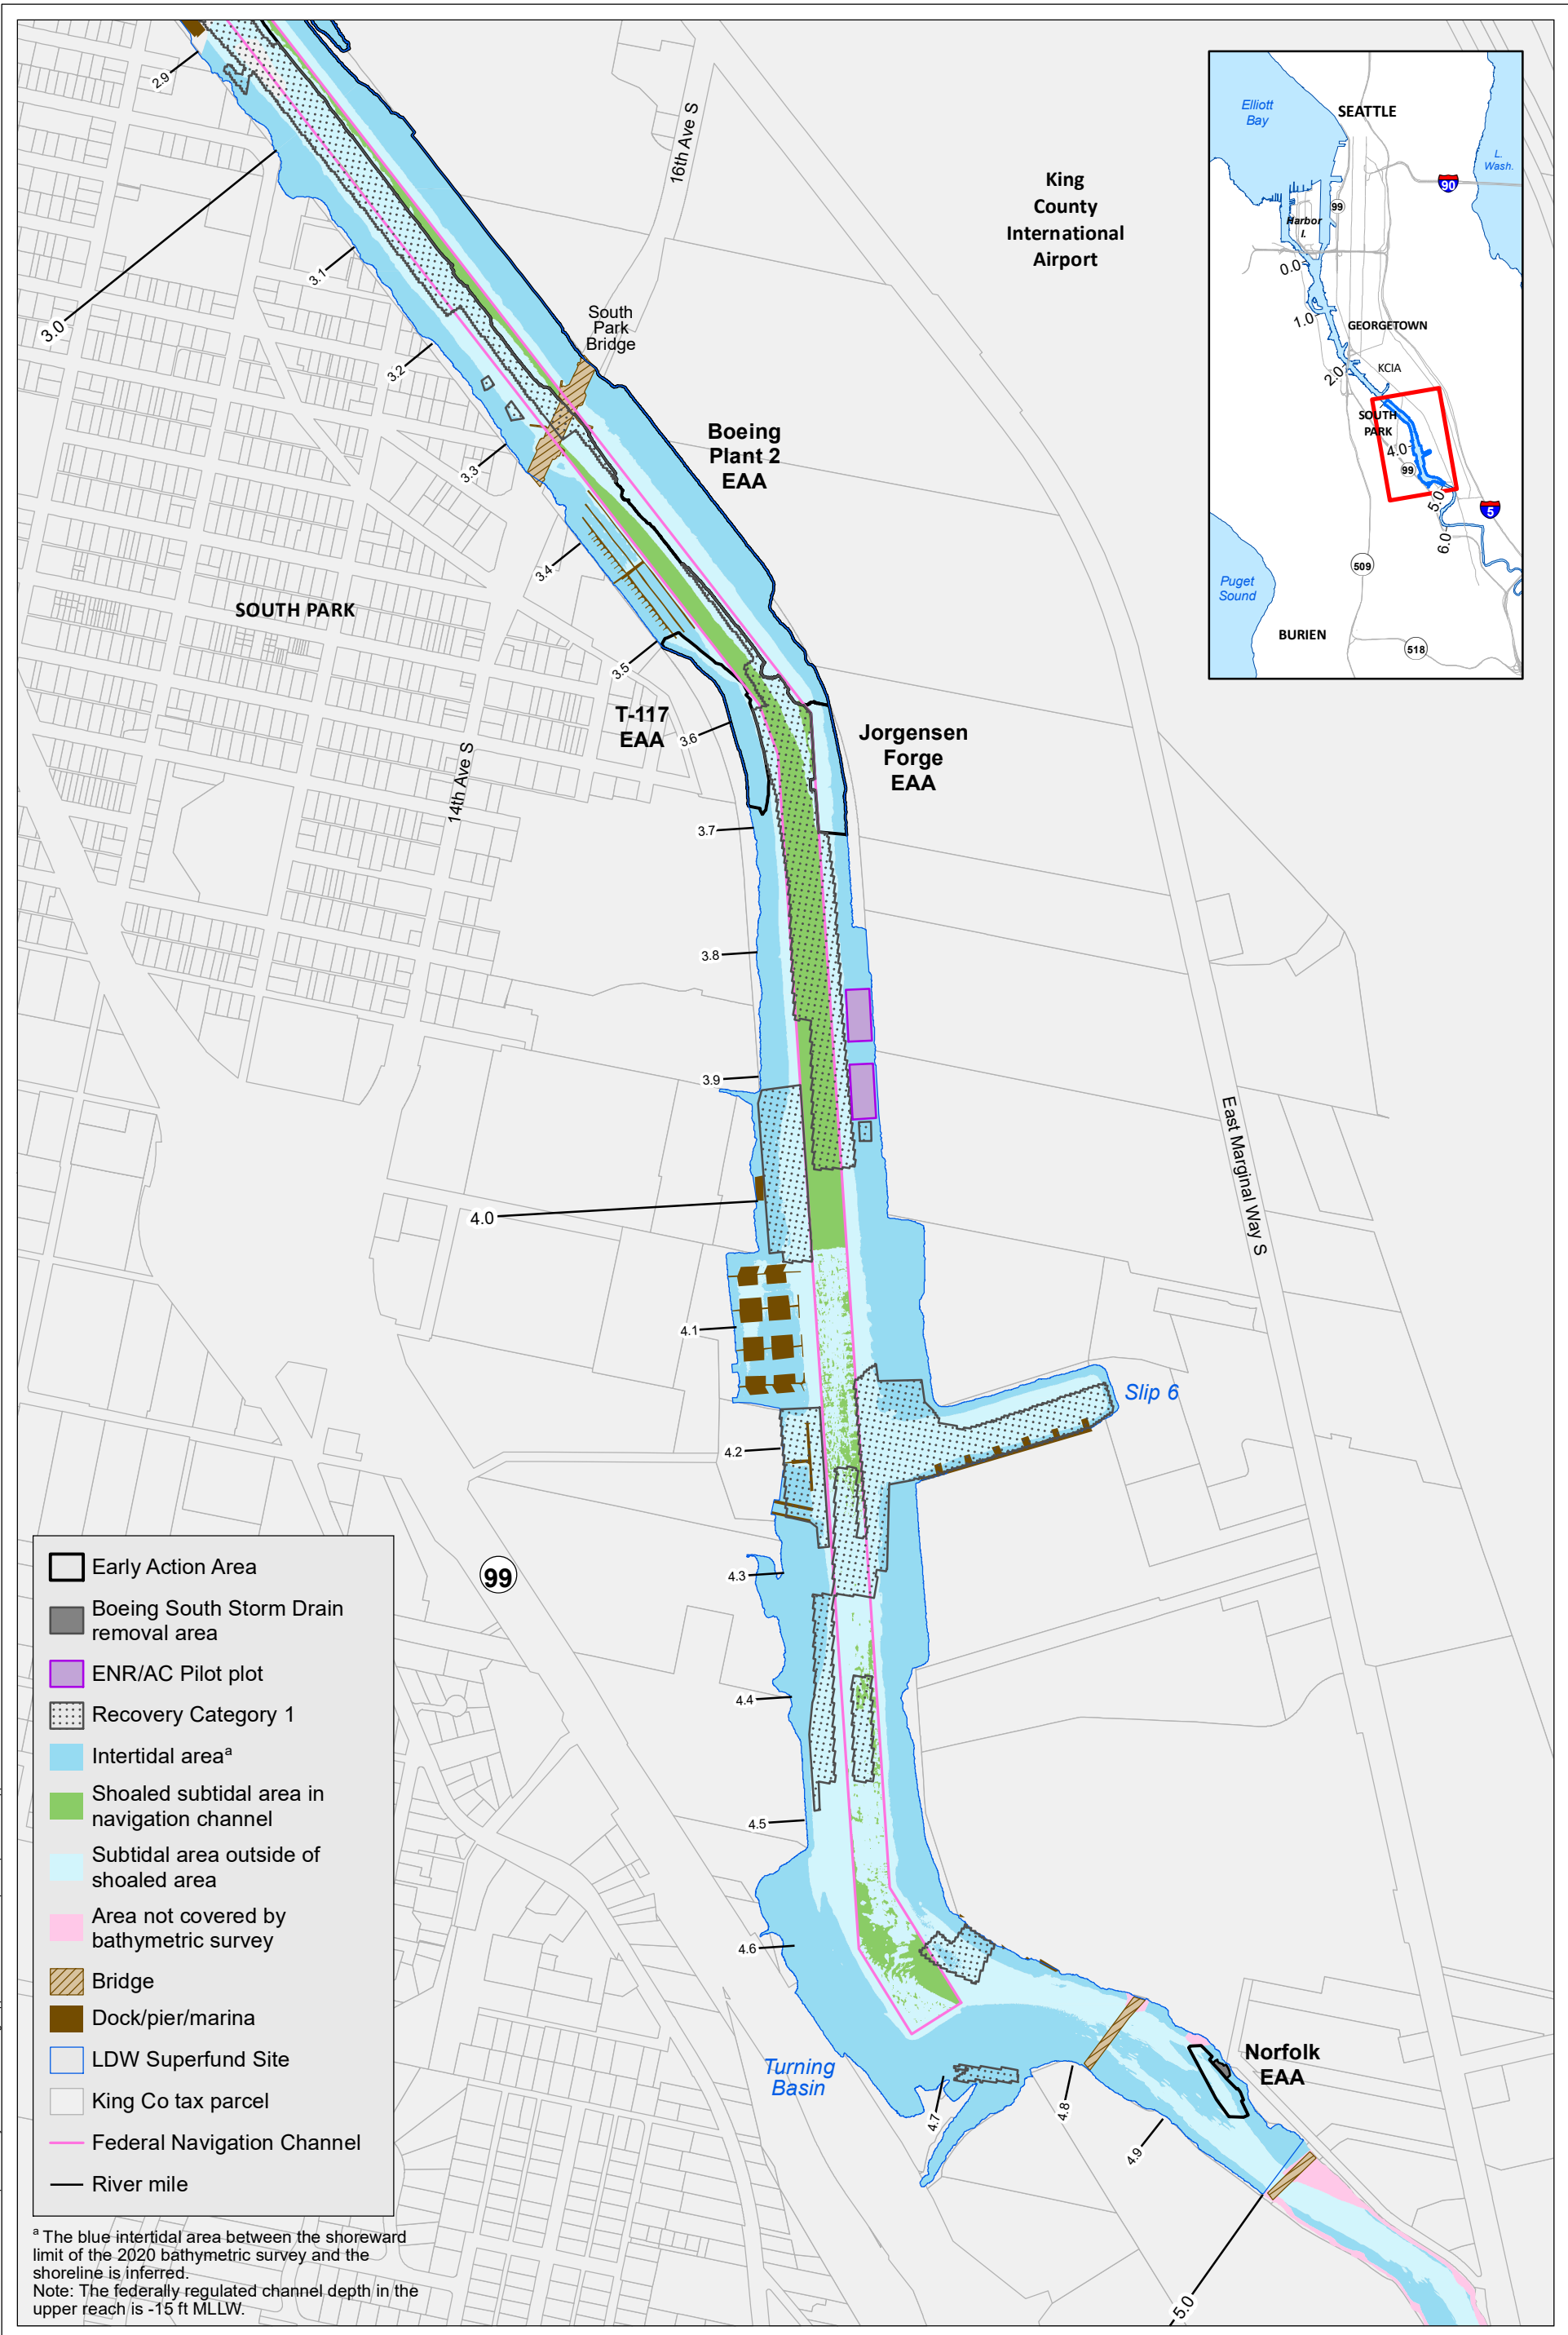 2.9
3.0
3.1
3.2
3.3
3.4
3.5
3.6
3.7
3.8
3.9
4.0
4.1
4.2
4.3
4.4
4.5
4.6
4.7
4.8
4.9
5.0
16th Ave S
South
Park
Bridge
King
County
International
Airport
Boeing
Plant 2
EAA
SOUTH PARK
T-117
EAA
14th Ave S
Jorgensen
Forge
EAA
East Marginal Way S
Slip 6
99
Turning
Basin
Norfolk
EAA
Elliott
Bay
SEATTLE
L.
Wash.
90
99
Harbor
I.
0.0
1.0
GEORGETOWN
2.0
KCIA
SOUTH
PARK
4.0
99
5.0
5
6.0
509
Puget
Sound
BURIEN
518
Early Action Area
Boeing South Storm Drain
removal area
ENR/AC Pilot plot
Recovery Category 1
Intertidal areaᵃ
Shoaled subtidal area in
navigation channel
Subtidal area outside of
shoaled area
Area not covered by
bathymetric survey
Bridge
Dock/pier/marina
LDW Superfund Site
King Co tax parcel
Federal Navigation Channel
River mile
ᵃ The blue intertidal area between the shoreward
limit of the 2020 bathymetric survey and the
shoreline is inferred.
Note: The federally regulated channel depth in the
upper reach is -15 ft MLLW.